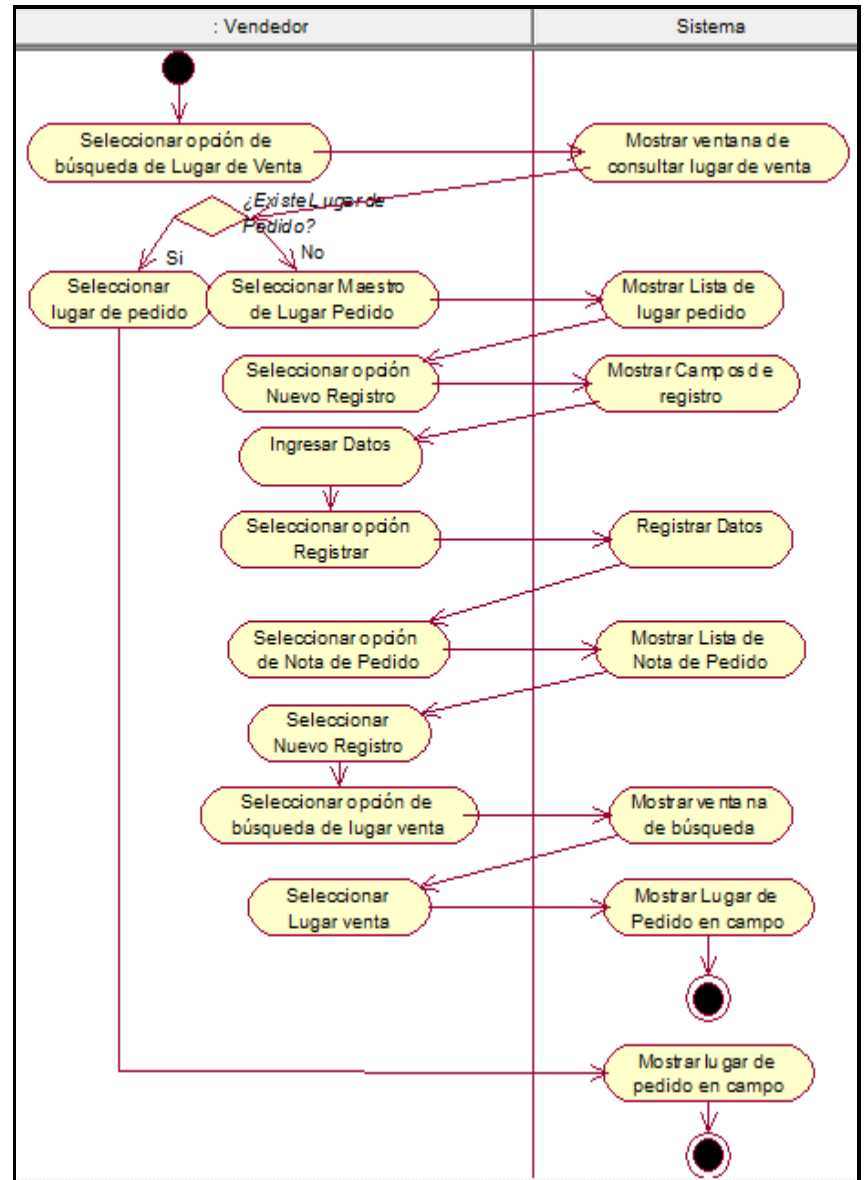 : Vendedor
Sistema
Seleccionar opción de
búsqueda de Lugar de Venta
Mostrar ventana de
consultar lugar de venta
¿Existe Lugar de
Pedido?
Si
No
Seleccionar
lugar de pedido
Seleccionar Maestro
de Lugar Pedido
Mostrar Lista de
lugar pedido
Seleccionar opción
Nuevo Registro
Mostrar Campos de
registro
Ingresar Datos
Seleccionar opción
Registrar
Registrar Datos
Seleccionar opción
de Nota de Pedido
Mostrar Lista de
Nota de Pedido
Seleccionar
Nuevo Registro
Seleccionar opción de
búsqueda de lugar venta
Mostrar ventana
de búsqueda
Seleccionar
Lugar venta
Mostrar Lugar de
Pedido en campo
Mostrar lugar de
pedido en campo